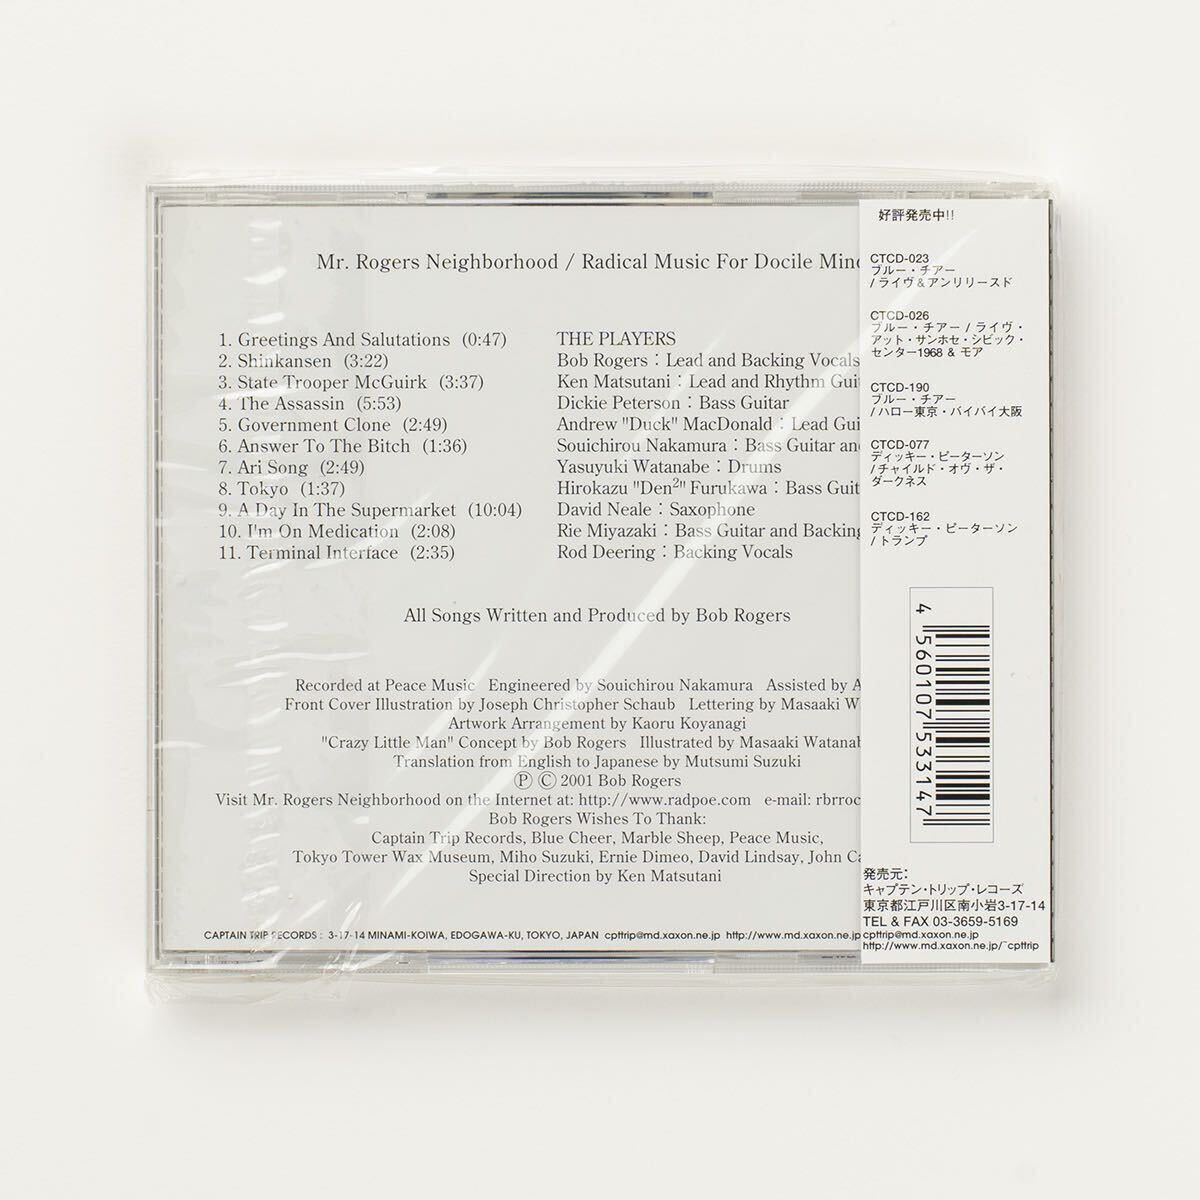 Mr. Rogers Neighborhood / Radical Music For Docile
1. Greetings And Salutations (0:47)
2. Shinkansen (3:22)
3. State Trooper McGuirk (3:37)
4. The Assassin (5:53)
5. Government Clone (2:49)
6. Answer To The Bitch (1:36)
7. Ari Song (2:49)
8. Tokyo (1:37)
9. A Day In The Supermarket (10:04)
10. I'm On Medication (2:08)
11. Terminal Interface (2:35)
THE PLAYERS
Bob Rogers : Lead and Backing Vocals
Ken Matsutani : Lead and Rhythm
Dickie Peterson : Bass Guitar
Andrew "Duck" MacDonald : Lead
Souichirou Nakamura : Bass Guitar
Yasuyuki Watanabe : Drums
Hirokazu "Den²" Furukawa : Bass
David Neale : Saxophone
Rie Miyazaki : Bass Guitar and Backing
Rod Deering : Backing Vocals
All Songs Written and Produced by Bob Rogers
Recorded at Peace Music Engineered by Souichirou Nakamura Assisted by
Front Cover Illustration by Joseph Christopher Schaub Lettering by Masaaki
Artwork Arrangement by Kaoru Koyanagi
"Crazy Little Man" Concept by Bob Rogers Illustrated by Masaaki
Translation from English to Japanese by Mutsumi Suzuki
Ⓟ Ⓒ 2001 Bob Rogers
Visit Mr. Rogers Neighborhood on the Internet at: http://www.radpoe.com e-mail:
Bob Rogers Wishes To Thank:
Captain Trip Records, Blue Cheer, Marble Sheep, Peace Music,
Tokyo Tower Wax Museum, Miho Suzuki, Ernie Dimeo, David Lindsay, John
Special Direction by Ken Matsutani
CAPTAIN TRIP RECORDS : 3-17-14 MINAMI-KOIWA, EDOGAWA-KU, TOKYO, JAPAN cpttrip@md.xaxon.ne.jp http://www.md.xaxon.ne.jp
好評発売中!!
CTCD-023
ブルー・チアー
/ ライヴ＆アンリリースド
CTCD-026
ブルー・チアー / ライヴ・
アット・サンホセ・シビック・
センター1968 & モア
CTCD-190
ブルー・チアー
/ハロー東京・バイバイ大阪
CTCD-077
ディッキー・ピーターソン
/チャイルド・オヴ・ザ・
ダークネス
CTCD-162
ディッキー・ピーターソン
/トランプ
4 560107 533147
発売元:
キャプテン・トリップ・レコーズ
東京都江戸川区南小岩3-17-14
TEL & FAX 03-3659-5169
cpttrip@md.xaxon.ne.jp
http://www.md.xaxon.ne.jp/~cpttrip